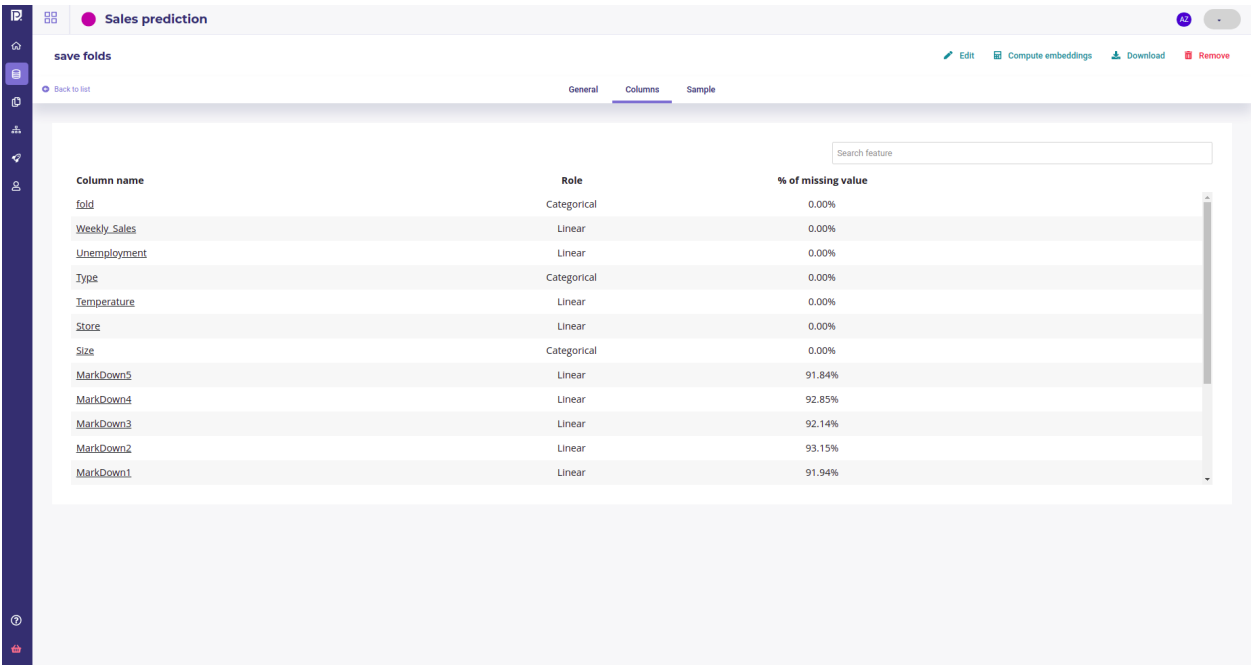 Sales prediction
AZ
save folds
Edit Compute embeddings Download Remove
Back to list
General Columns Sample
Search feature
Column name Role % of missing value
fold Categorical 0.00%
Weekly_Sales Linear 0.00%
Unemployment Linear 0.00%
Type Categorical 0.00%
Temperature Linear 0.00%
Store Linear 0.00%
Size Categorical 0.00%
MarkDown5 Linear 91.84%
MarkDown4 Linear 92.85%
MarkDown3 Linear 92.14%
MarkDown2 Linear 93.15%
MarkDown1 Linear 91.94%